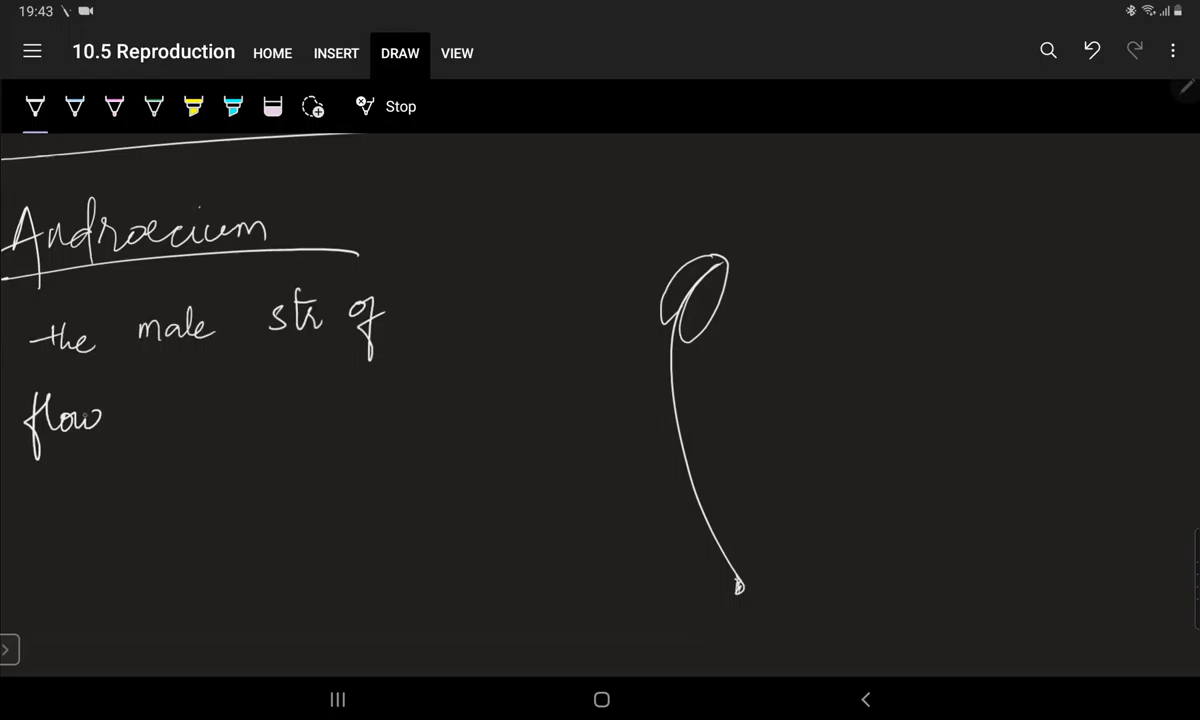 19:43
10.5 Reproduction HOME INSERT DRAW VIEW
Stop
Androecium
the male str of
flow